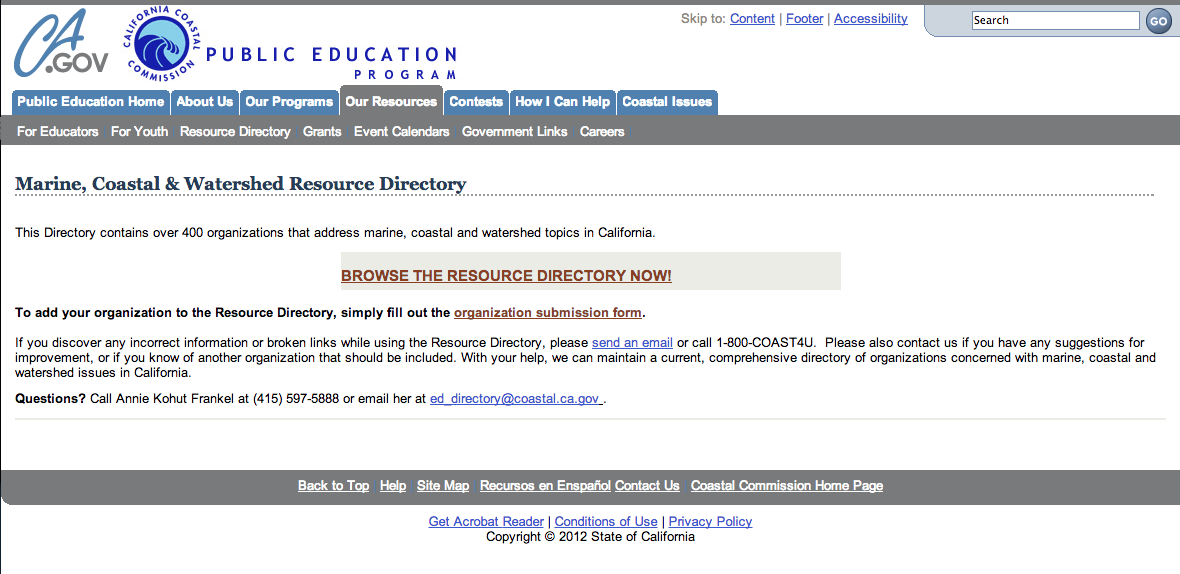 CA.GOV
CALIFORNIA COASTAL COMMISSION
PUBLIC EDUCATION
PROGRAM
Skip to: Content | Footer | Accessibility
Search
GO
Public Education Home About Us Our Programs Our Resources Contests How I Can Help Coastal Issues
For Educators For Youth Resource Directory Grants Event Calendars Government Links Careers
Marine, Coastal & Watershed Resource Directory
This Directory contains over 400 organizations that address marine, coastal and watershed topics in California.
BROWSE THE RESOURCE DIRECTORY NOW!
To add your organization to the Resource Directory, simply fill out the organization submission form.
If you discover any incorrect information or broken links while using the Resource Directory, please send an email or call 1-800-COAST4U. Please also contact us if you have any suggestions for
improvement, or if you know of another organization that should be included. With your help, we can maintain a current, comprehensive directory of organizations concerned with marine, coastal and
watershed issues in California.
Questions? Call Annie Kohut Frankel at (415) 597-5888 or email her at ed_directory@coastal.ca.gov .
Back to Top Help Site Map Recursos en Enspañol Contact Us Coastal Commission Home Page
Get Acrobat Reader | Conditions of Use | Privacy Policy
Copyright © 2012 State of California